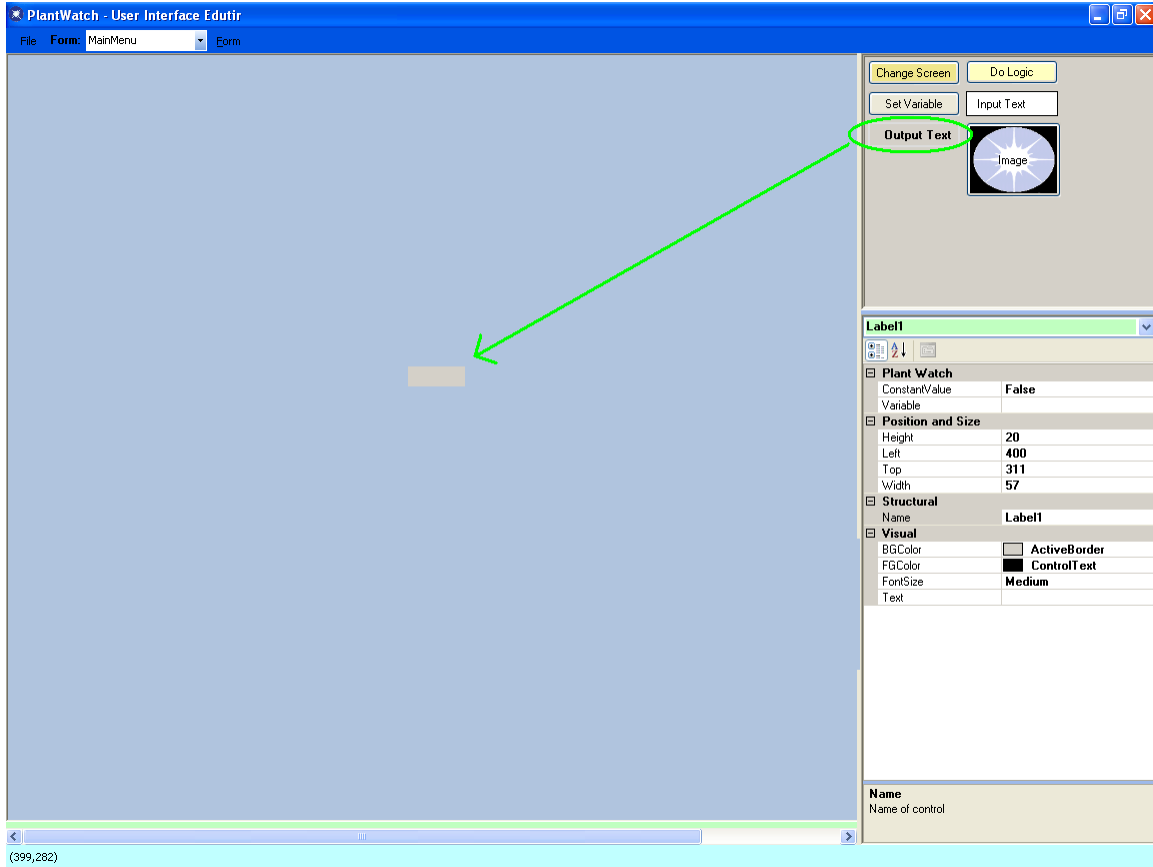 PlantWatch - User Interface Edutir
File Form: MainMenu Form
Change Screen Do Logic
Set Variable Input Text
Output Text
Image
Label1
Plant Watch
ConstantValue False
Variable
Position and Size
Height 20
Left 400
Top 311
Width 57
Structural
Name Label1
Visual
BGColor ActiveBorder
FGColor ControlText
FontSize Medium
Text
Name
Name of control
(399,282)